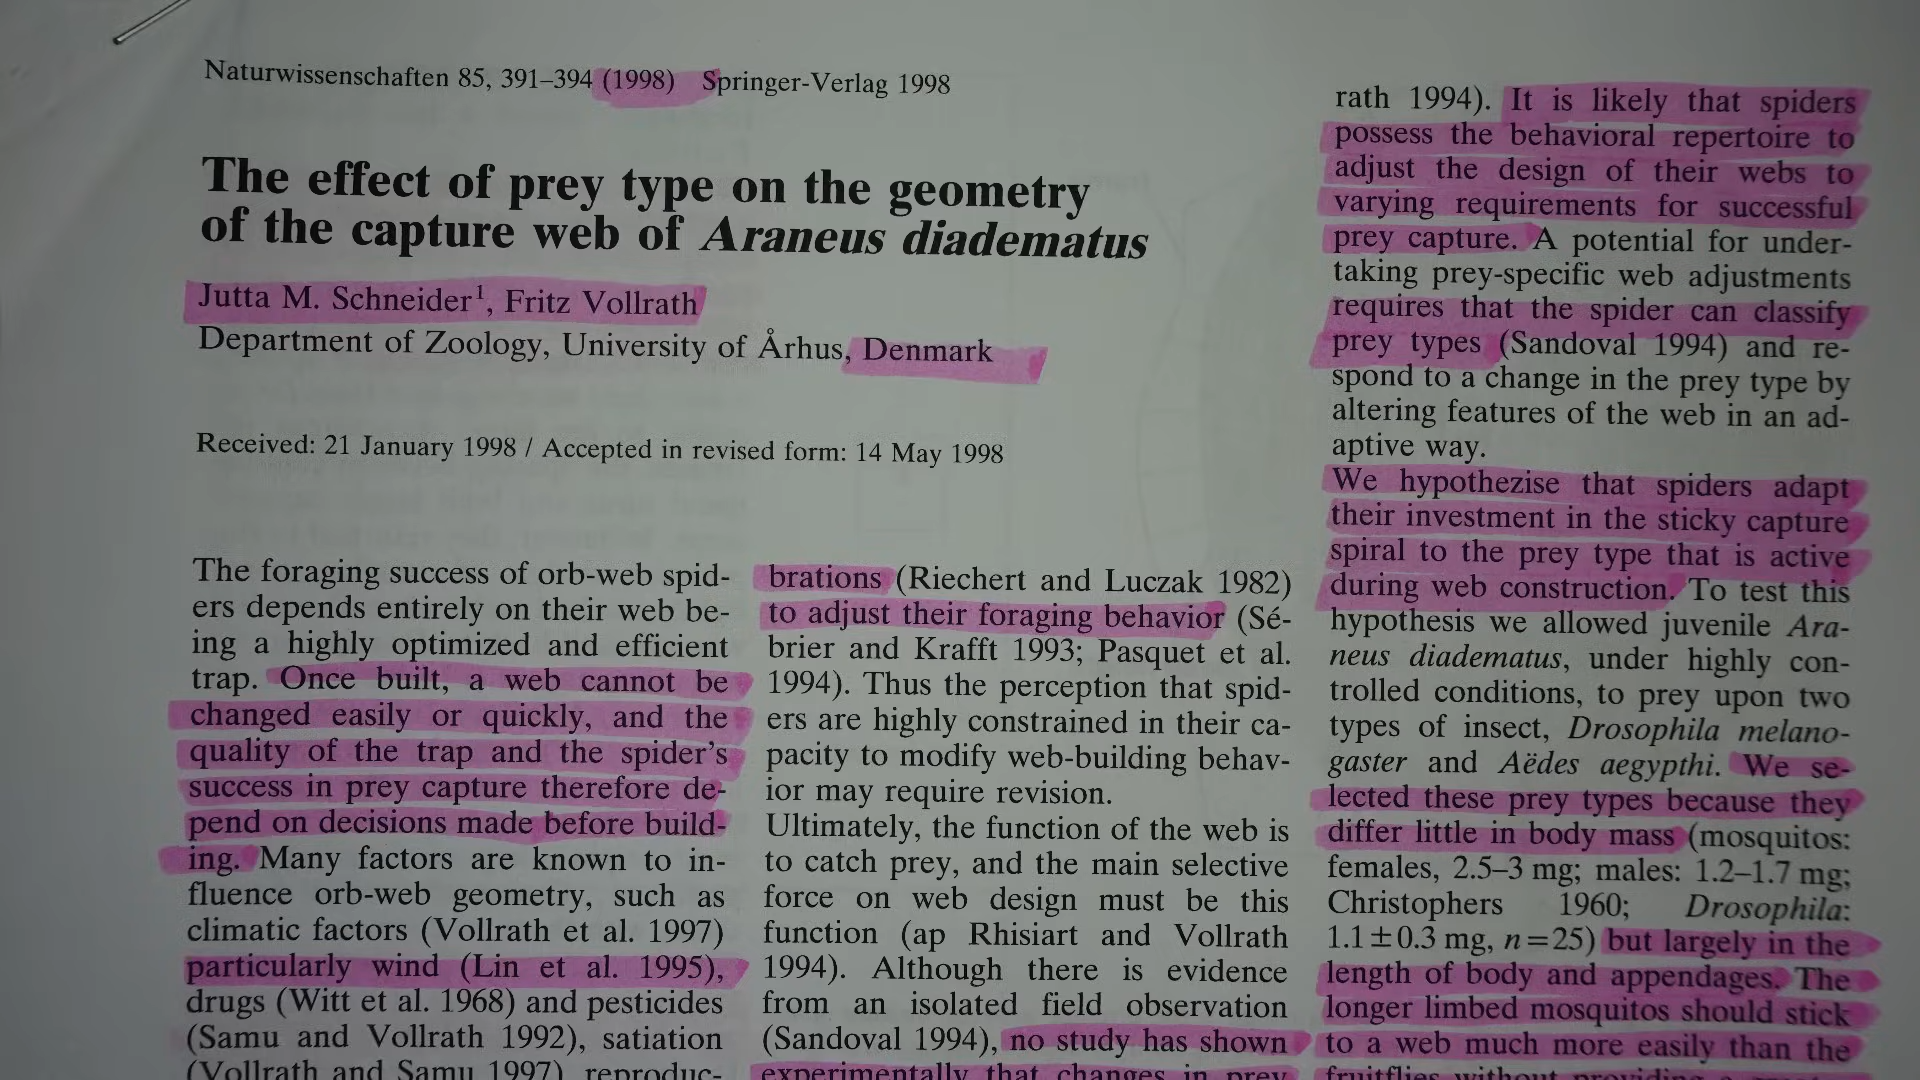 Naturwissenschaften 85, 391–394 (1998) Springer-Verlag 1998
The effect of prey type on the geometry
of the capture web of Araneus diadematus
Jutta M. Schneider¹, Fritz Vollrath
Department of Zoology, University of Århus, Denmark
Received: 21 January 1998 / Accepted in revised form: 14 May 1998
The foraging success of orb-web spid-
ers depends entirely on their web be-
ing a highly optimized and efficient
trap. Once built, a web cannot be
changed easily or quickly, and the
quality of the trap and the spider's
success in prey capture therefore de-
pend on decisions made before build-
ing. Many factors are known to in-
fluence orb-web geometry, such as
climatic factors (Vollrath et al. 1997)
particularly wind (Lin et al. 1995),
drugs (Witt et al. 1968) and pesticides
(Samu and Vollrath 1992), satiation
(Vollrath and Samu 1997), reproduc-
brations (Riechert and Luczak 1982)
to adjust their foraging behavior (Sé-
brier and Krafft 1993; Pasquet et al.
1994). Thus the perception that spid-
ers are highly constrained in their ca-
pacity to modify web-building behav-
ior may require revision.
Ultimately, the function of the web is
to catch prey, and the main selective
force on web design must be this
function (ap Rhisiart and Vollrath
1994). Although there is evidence
from an isolated field observation
(Sandoval 1994), no study has shown
experimentally that changes in prey
rath 1994). It is likely that spiders
possess the behavioral repertoire to
adjust the design of their webs to
varying requirements for successful
prey capture. A potential for under-
taking prey-specific web adjustments
requires that the spider can classify
prey types (Sandoval 1994) and re-
spond to a change in the prey type by
altering features of the web in an ad-
aptive way.
We hypothezise that spiders adapt
their investment in the sticky capture
spiral to the prey type that is active
during web construction. To test this
hypothesis we allowed juvenile Ara-
neus diadematus, under highly con-
trolled conditions, to prey upon two
types of insect, Drosophila melano-
gaster and Aëdes aegypthi. We se-
lected these prey types because they
differ little in body mass (mosquitos:
females, 2.5–3 mg; males: 1.2–1.7 mg;
Christophers 1960; Drosophila:
1.1±0.3 mg, n=25) but largely in the
length of body and appendages. The
longer limbed mosquitos should stick
to a web much more easily than the
fruitflies without providing a